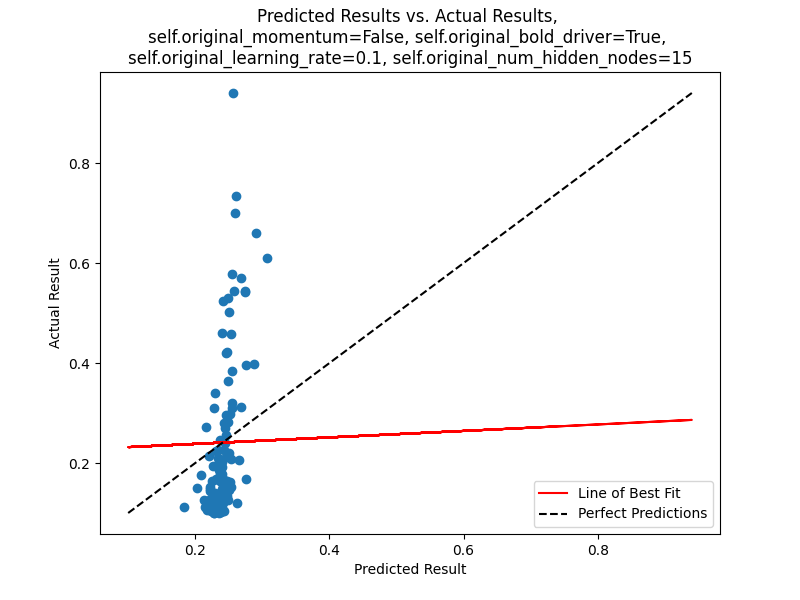 Predicted Results vs. Actual Results,
self.original_momentum=False, self.original_bold_driver=True,
self.original_learning_rate=0.1, self.original_num_hidden_nodes=15
0.8
0.6
0.4
0.2
Actual Result
0.2 0.4 0.6 0.8
Predicted Result
Line of Best Fit
Perfect Predictions